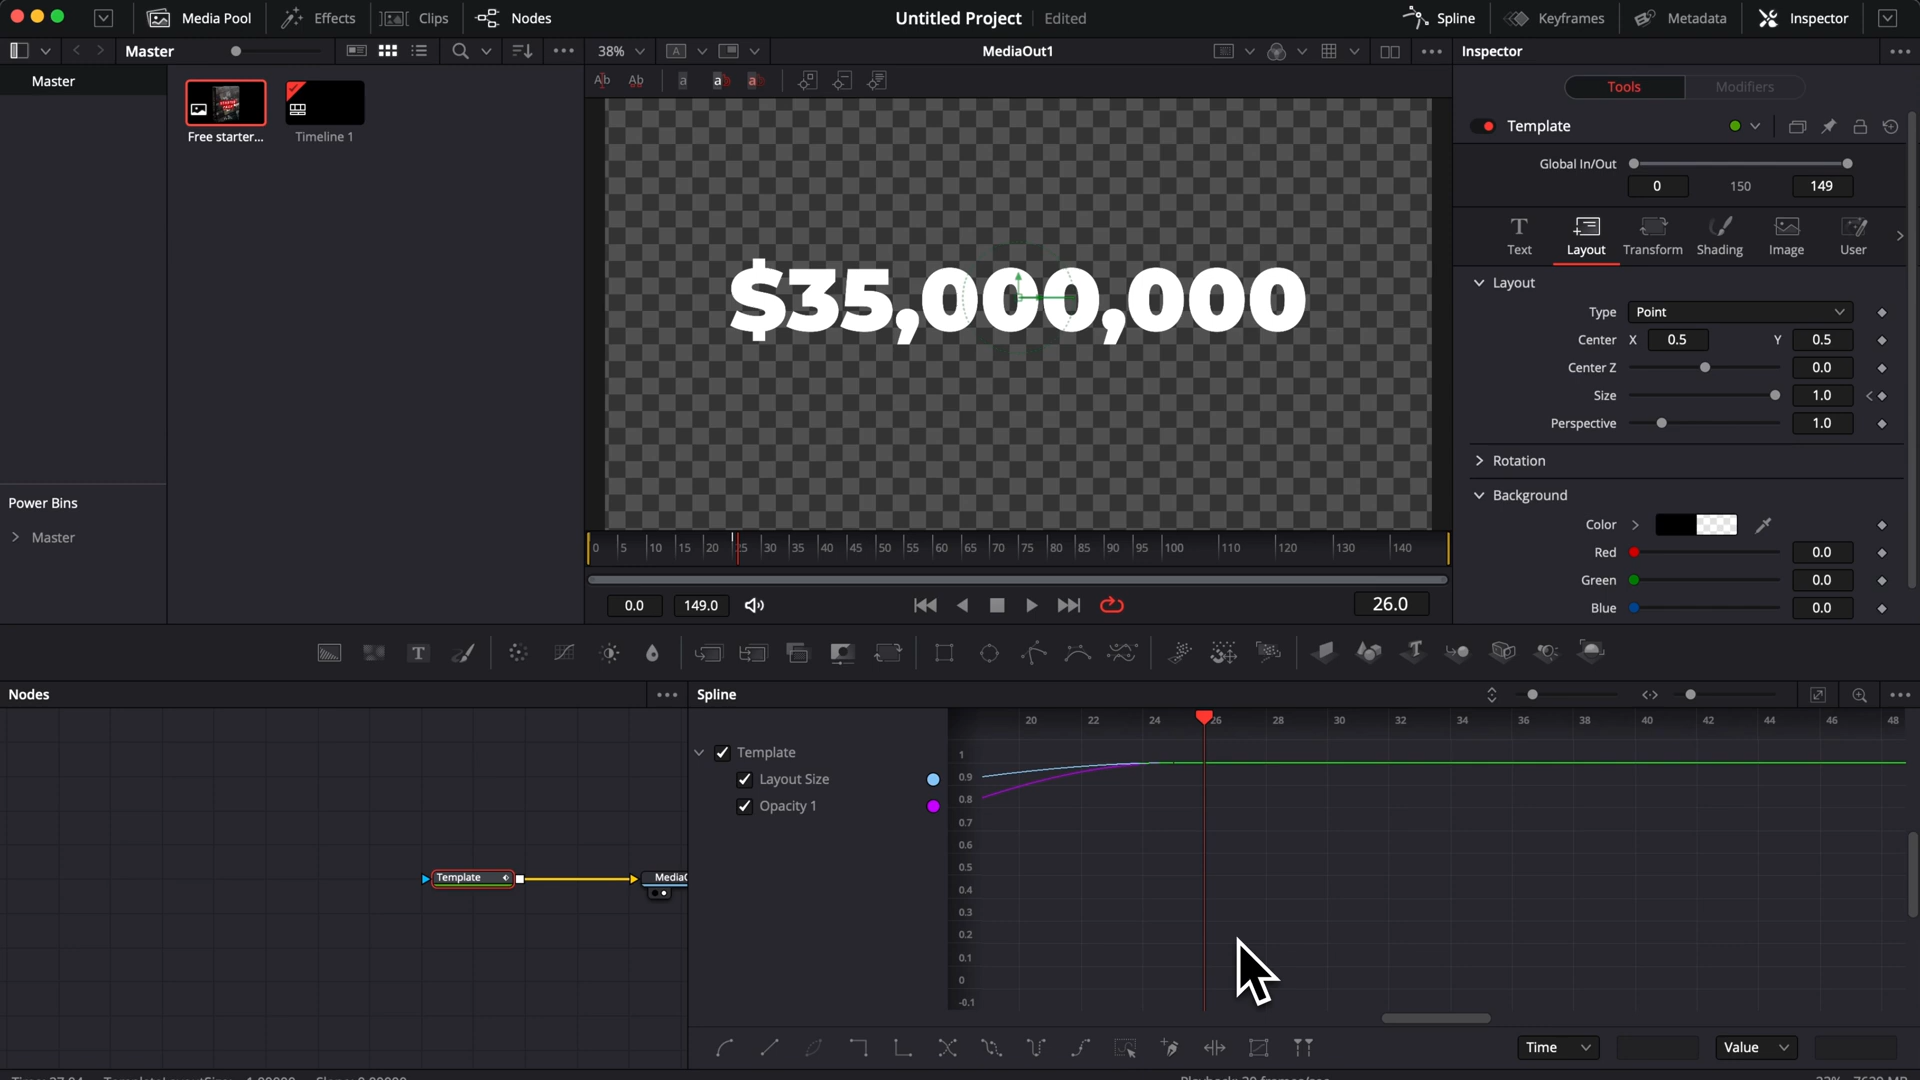 Media Pool
Effects
Clips
Nodes
Untitled Project
Edited
Spline
Keyframes
Metadata
Inspector
Master
38%
MediaOut1
Inspector
Master
Free starter...
Timeline 1
Power Bins
Master
$35,000,000
0 5 10 15 20 25 30 35 40 45 50 55 60 65 70 75 80 85 90 95 100 110 120 130 140
0.0
149.0
26.0
Tools
Modifiers
Template
Global In/Out
0
150
149
Text
Layout
Transform
Shading
Image
User
Layout
Type
Point
Center X 0.5 Y 0.5
Center Z 0.0
Size 1.0
Perspective 1.0
Rotation
Background
Color
Red 0.0
Green 0.0
Blue 0.0
Nodes
Template
Spline
Template
Layout Size
Opacity 1
20 22 24 26 28 30 32 34 36 38 40 42 44 46 48
1
0.9
0.8
0.7
0.6
0.5
0.4
0.3
0.2
0.1
0
-0.1
Time
Value